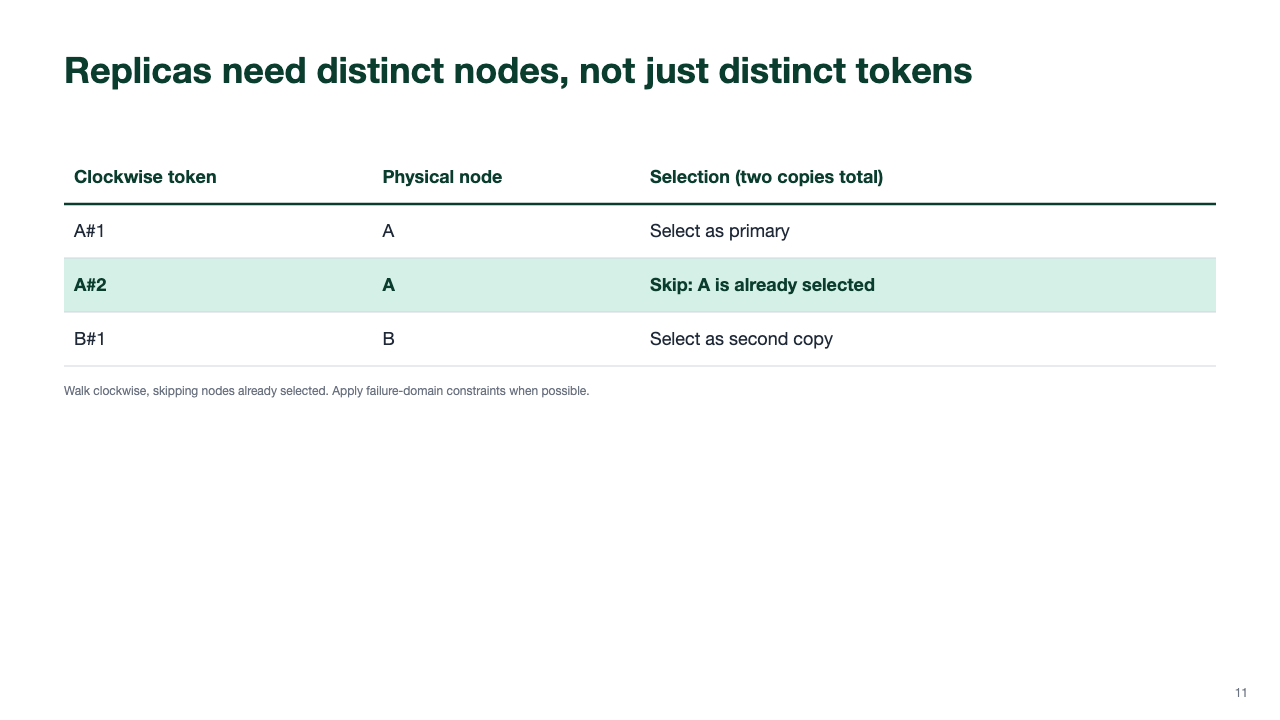 Replicas need distinct nodes, not just distinct tokens
Clockwise token Physical node Selection (two copies total)
A#1 A Select as primary
A#2 A Skip: A is already selected
B#1 B Select as second copy
Walk clockwise, skipping nodes already selected. Apply failure-domain constraints when possible.
11